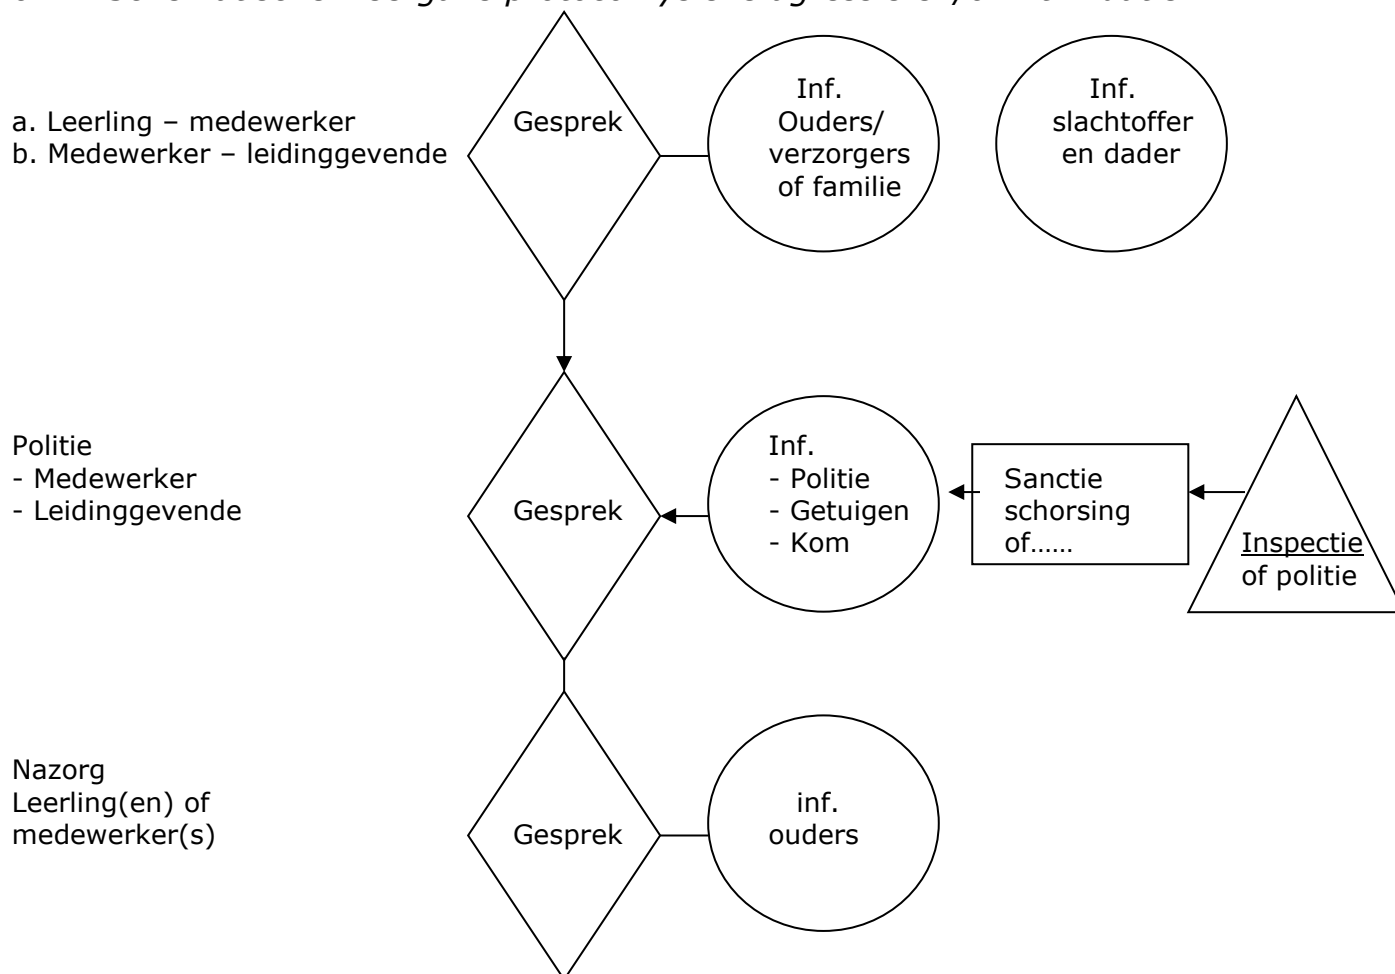 a. Leerling – medewerker
b. Medewerker – leidinggevende
Gesprek
Inf.
Ouders/
verzorgers
of familie
Inf.
slachtoffer
en dader
Politie
- Medewerker
- Leidinggevende
Gesprek
Inf.
- Politie
- Getuigen
- Kom
Sanctie
schorsing
of......
Inspectie
of politie
Nazorg
Leerling(en) of
medewerker(s)
Gesprek
inf.
ouders